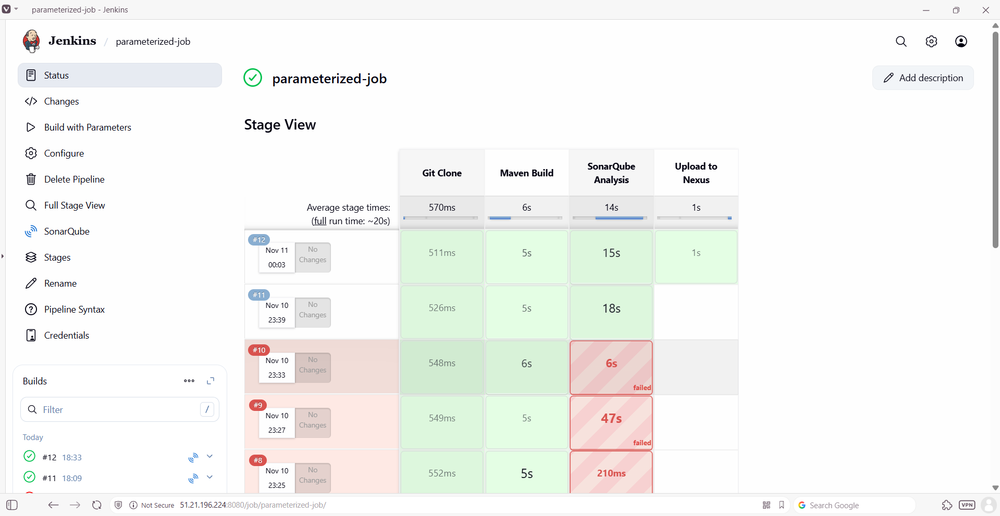 parameterized-job - Jenkins
Jenkins / parameterized-job
Status
Changes
Build with Parameters
Configure
Delete Pipeline
Full Stage View
SonarQube
Stages
Rename
Pipeline Syntax
Credentials
Builds
Filter /
Today
#12 18:33
#11 18:09
parameterized-job
Add description
Stage View
Git Clone
Maven Build
SonarQube
Analysis
Upload to
Nexus
Average stage times:
(full run time: ~20s)
570ms
6s
14s
1s
#12
Nov 11
00:03
No
Changes
511ms
5s
15s
1s
#11
Nov 10
23:39
No
Changes
526ms
5s
18s
#10
Nov 10
23:33
No
Changes
548ms
6s
6s
failed
#9
Nov 10
23:27
No
Changes
549ms
5s
47s
failed
#8
Nov 10
23:25
No
Changes
552ms
5s
210ms
Not Secure 51.21.196.224:8080/job/parameterized-job/
Search Google
VPN